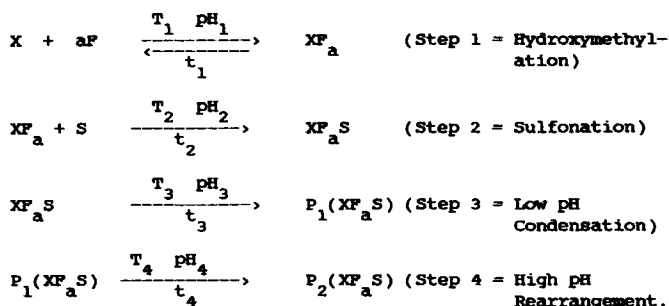 T₁ pH₁
X + aF ⇄ XFₐ (Step 1 = Hydroxymethyl-
t₁ ation)
T₂ pH₂
XFₐ + S ----> XFₐS (Step 2 = Sulfonation)
t₂
T₃ pH₃
XFₐS ----> P₁(XFₐS) (Step 3 = Low pH
t₃ Condensation)
T₄ pH₄
P₁(XFₐS) ----> P₂(XFₐS) (Step 4 = High pH
t₄ Rearrangement.